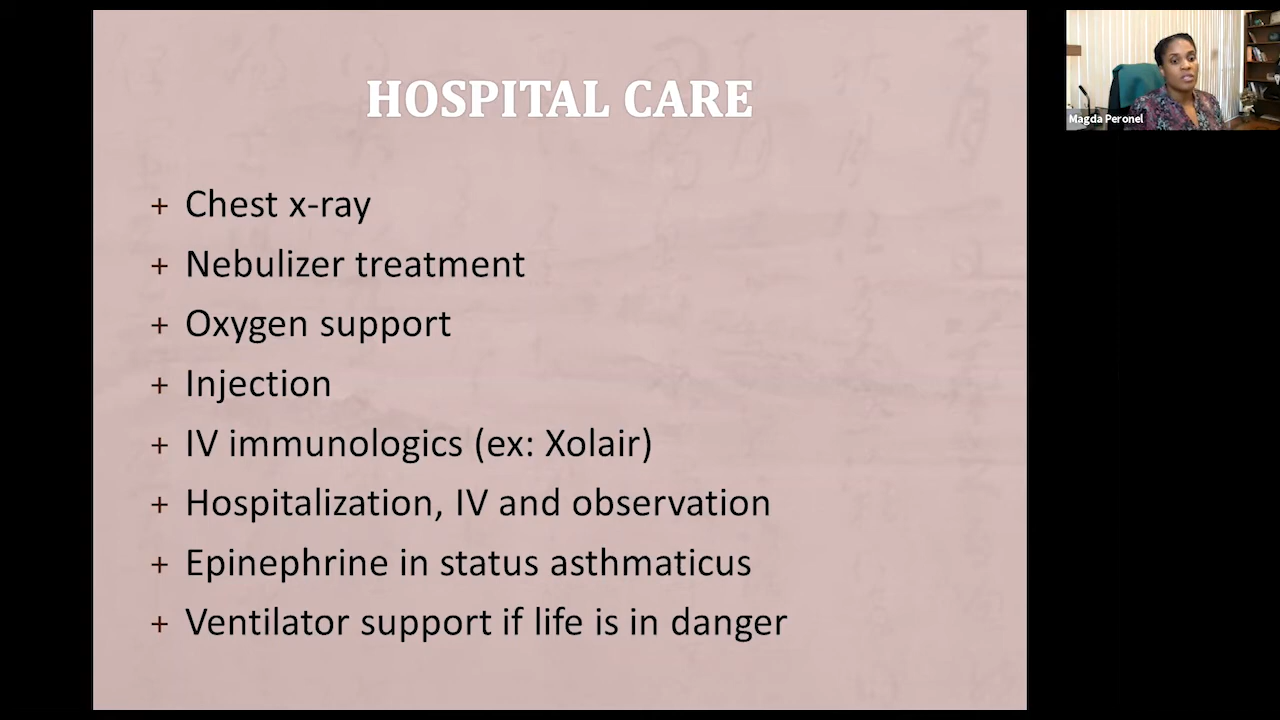 HOSPITAL CARE
+ Chest x-ray
+ Nebulizer treatment
+ Oxygen support
+ Injection
+ IV immunologics (ex: Xolair)
+ Hospitalization, IV and observation
+ Epinephrine in status asthmaticus
+ Ventilator support if life is in danger
Magda Peronel